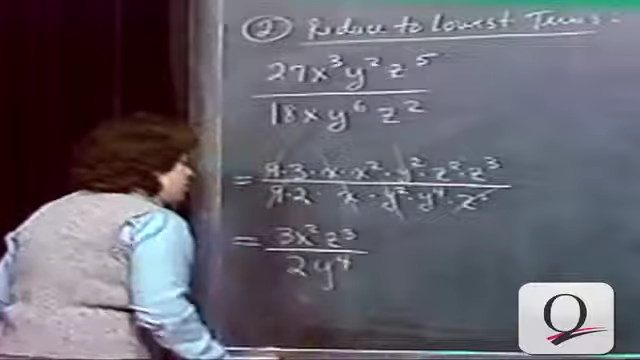 ② Reduce to Lowest Terms.
27x³y²z⁵
18xy⁶z²
= 9·3·x·x²·y²·z²·z³
9·2·x·y²·y⁴·z²
= 3x²z³
2y⁴
Q